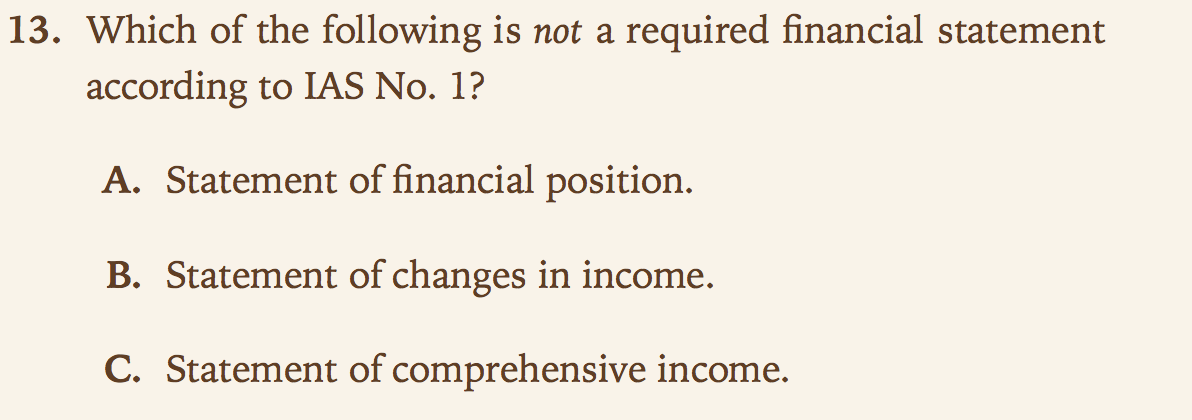 13. Which of the following is not a required financial statement
according to IAS No. 1?
A. Statement of financial position.
B. Statement of changes in income.
C. Statement of comprehensive income.